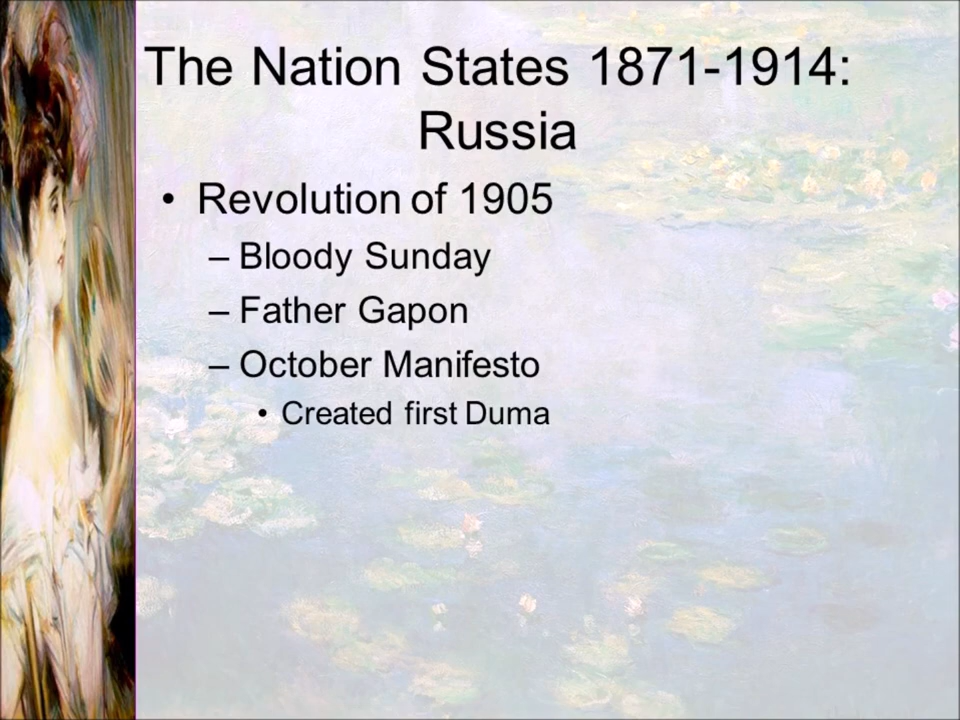 The Nation States 1871-1914:
Russia
• Revolution of 1905
– Bloody Sunday
– Father Gapon
– October Manifesto
• Created first Duma